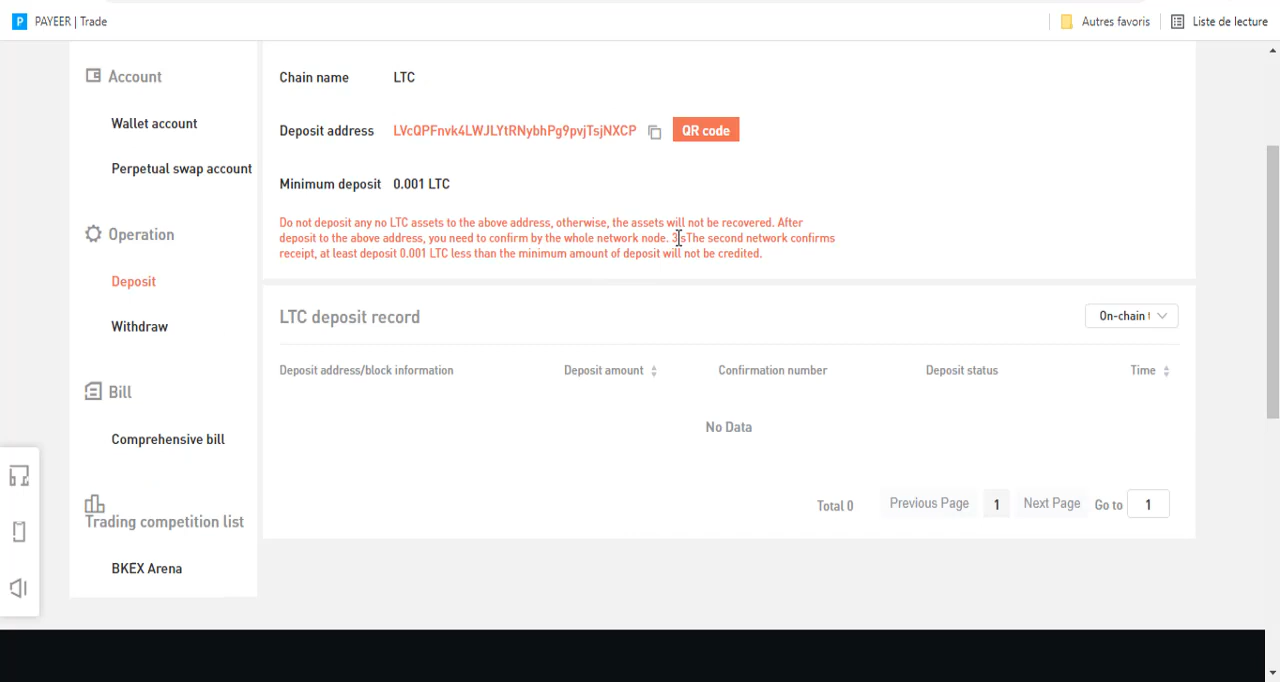 P PAYEER | Trade
Autres favoris
Liste de lecture
Account
Wallet account
Perpetual swap account
Operation
Deposit
Withdraw
Bill
Comprehensive bill
Trading competition list
BKEX Arena
Chain name LTC
Deposit address LVcQPFnvk4LWJLYtRNybhPg9pvjTsjNXCP QR code
Minimum deposit 0.001 LTC
Do not deposit any no LTC assets to the above address, otherwise, the assets will not be recovered. After
deposit to the above address, you need to confirm by the whole network node. 3 sThe second network confirms
receipt, at least deposit 0.001 LTC less than the minimum amount of deposit will not be credited.
LTC deposit record
On-chain t
Deposit address/block information Deposit amount Confirmation number Deposit status Time
No Data
Total 0 Previous Page 1 Next Page Go to 1